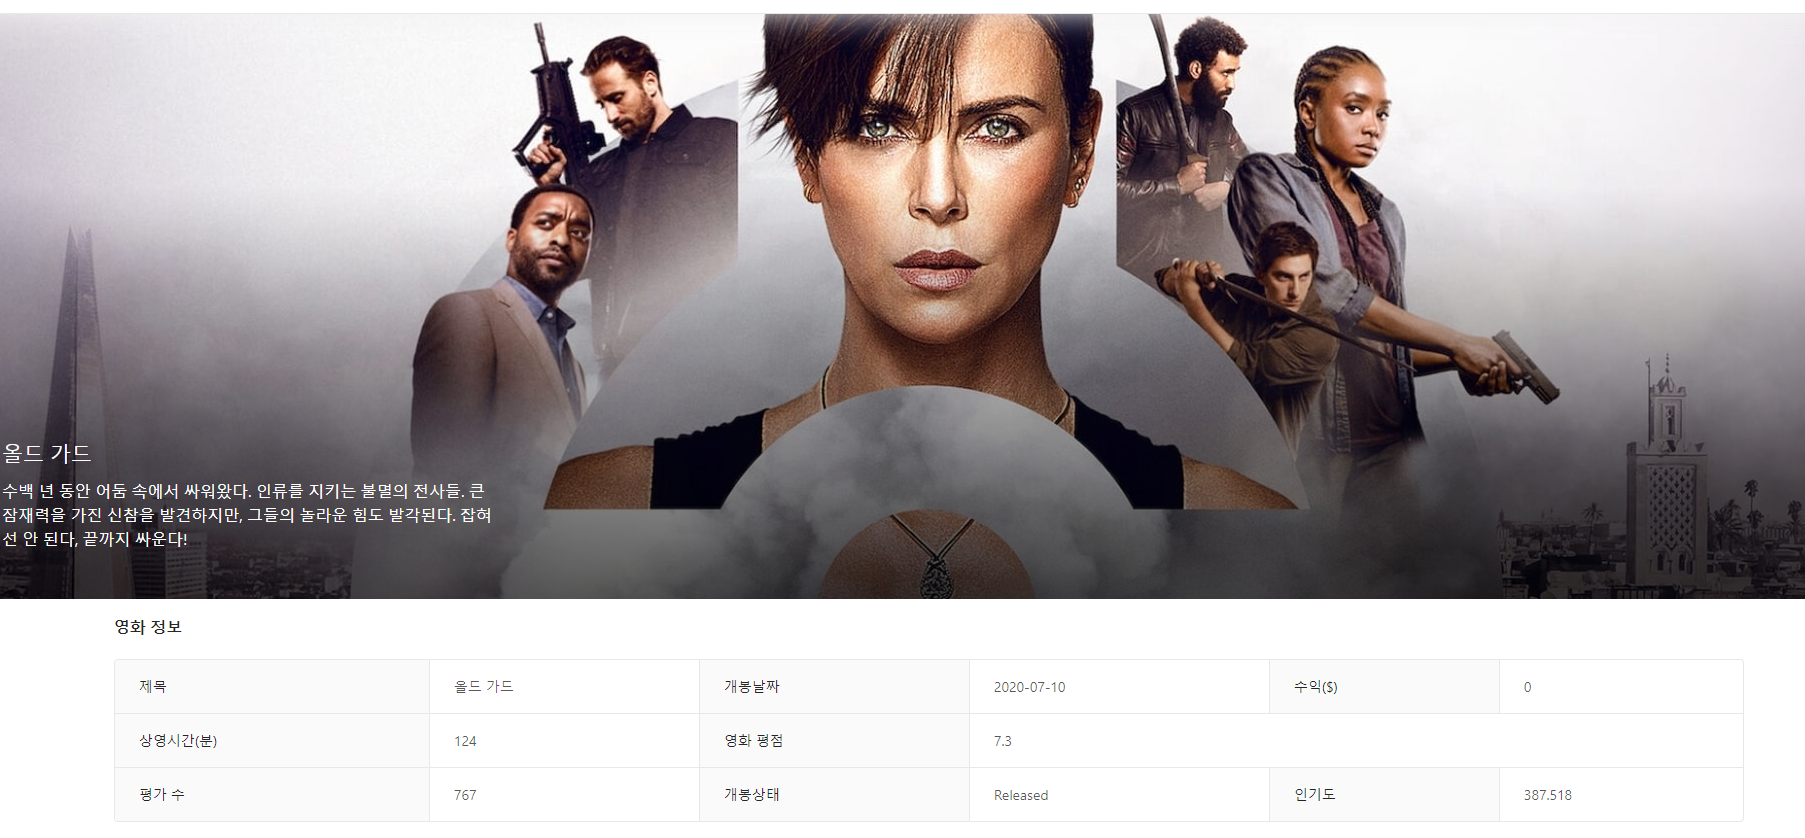 올드 가드
수백 년 동안 어둠 속에서 싸워왔다. 인류를 지키는 불멸의 전사들. 큰
잠재력을 가진 신참을 발견하지만, 그들의 놀라운 힘도 발각된다. 잡혀
선 안 된다, 끝까지 싸운다!
영화 정보
제목 올드 가드 개봉날짜 2020-07-10 수익($) 0
상영시간(분) 124 영화 평점 7.3
평가 수 767 개봉상태 Released 인기도 387.518